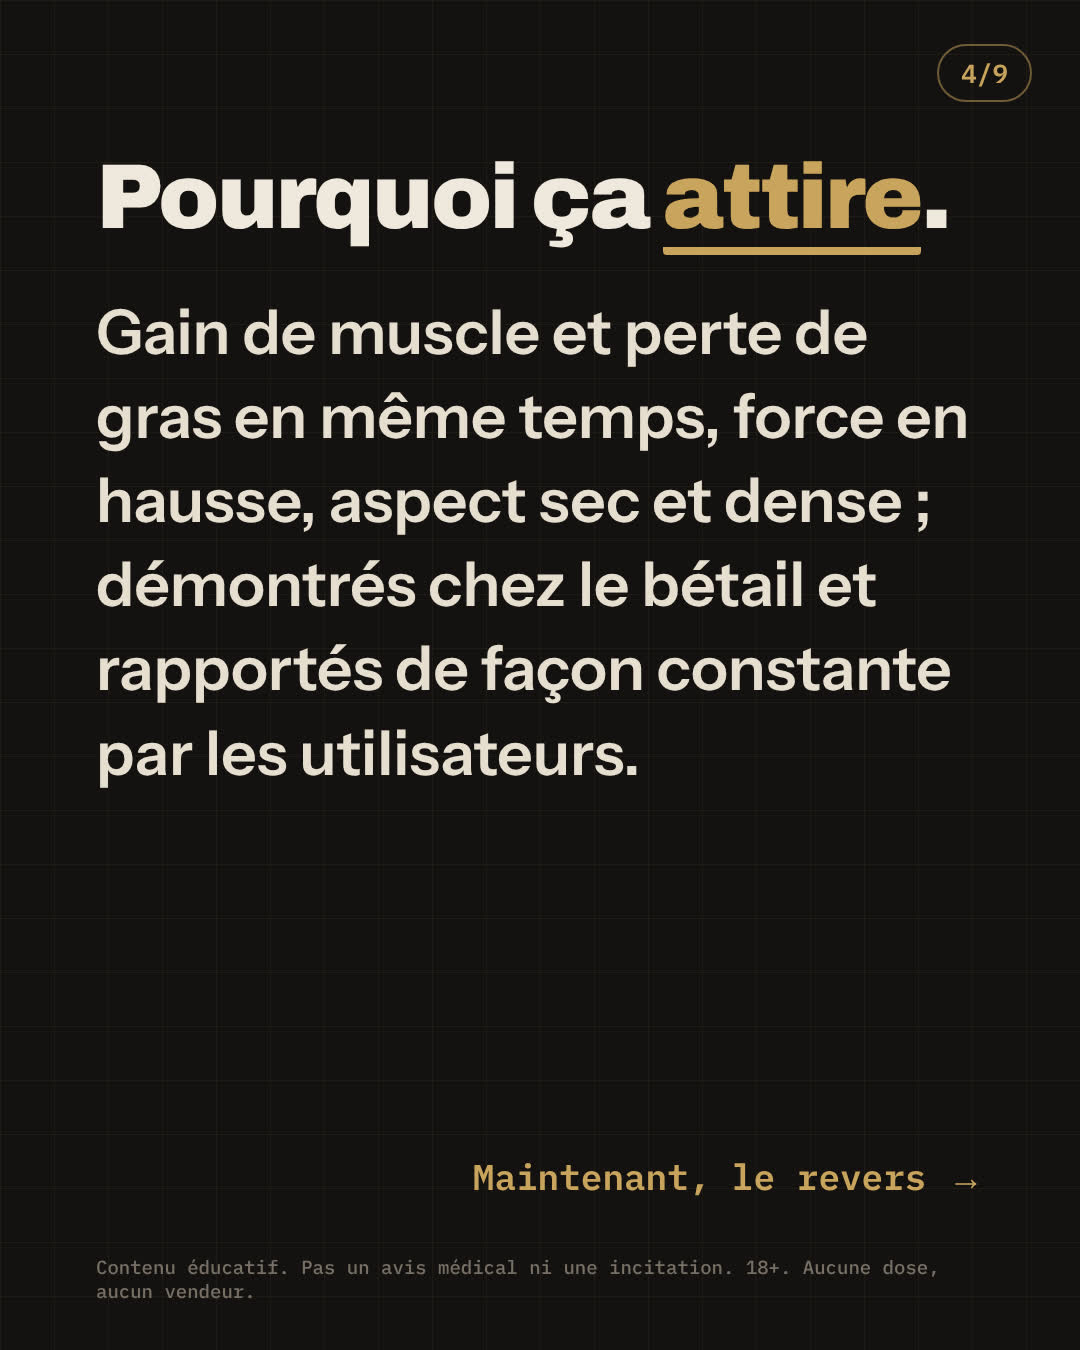 4/9
Pourquoi ça attire.
Gain de muscle et perte de
gras en même temps, force en
hausse, aspect sec et dense ;
démontrés chez le bétail et
rapportés de façon constante
par les utilisateurs.
Maintenant, le revers →
Contenu éducatif. Pas un avis médical ni une incitation. 18+. Aucune dose,
aucun vendeur.